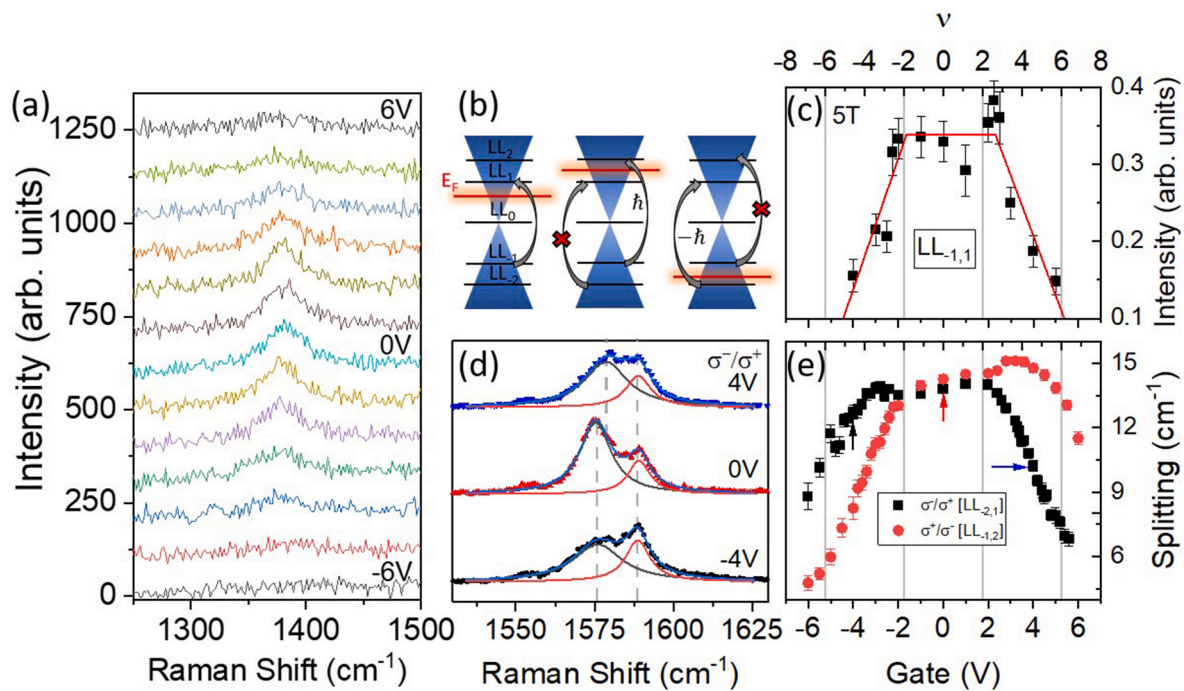 ν
-8 -6 -4 -2 0 2 4 6 8
(a)
6V
0V
-6V
1250
1000
750
500
250
0
Intensity (arb. units)
1300 1400 1500
Raman Shift (cm-1)
(b)
LL2
LL1
EF
LL0
LL-1
LL-2
ħ
-ħ
(c)
5T
LL-1,1
0.4
0.3
0.2
0.1
Intensity (arb. units)
(d)
σ−/σ+
4V
0V
-4V
1550 1575 1600 1625
Raman Shift (cm-1)
(e)
σ−/σ+ [LL-2,1]
σ+/σ− [LL-1,2]
15
12
9
6
Splitting (cm-1)
-6 -4 -2 0 2 4 6
Gate (V)